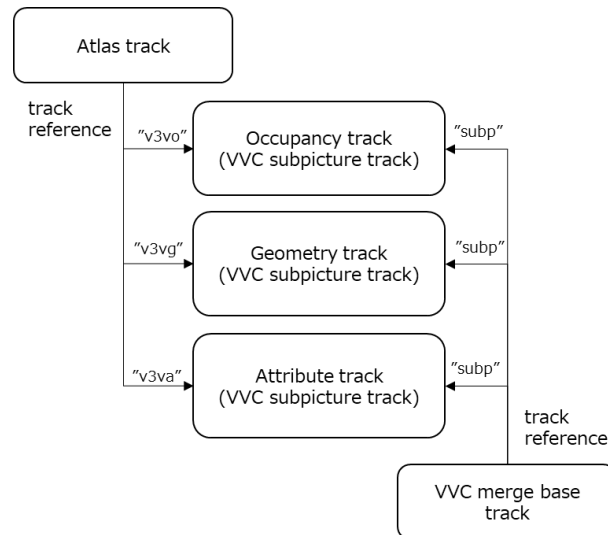 Atlas track
track
reference
"v3vo"
Occupancy track
(VVC subpicture track)
"subp"
"v3vg"
Geometry track
(VVC subpicture track)
"subp"
"v3va"
Attribute track
(VVC subpicture track)
"subp"
track
reference
VVC merge base
track